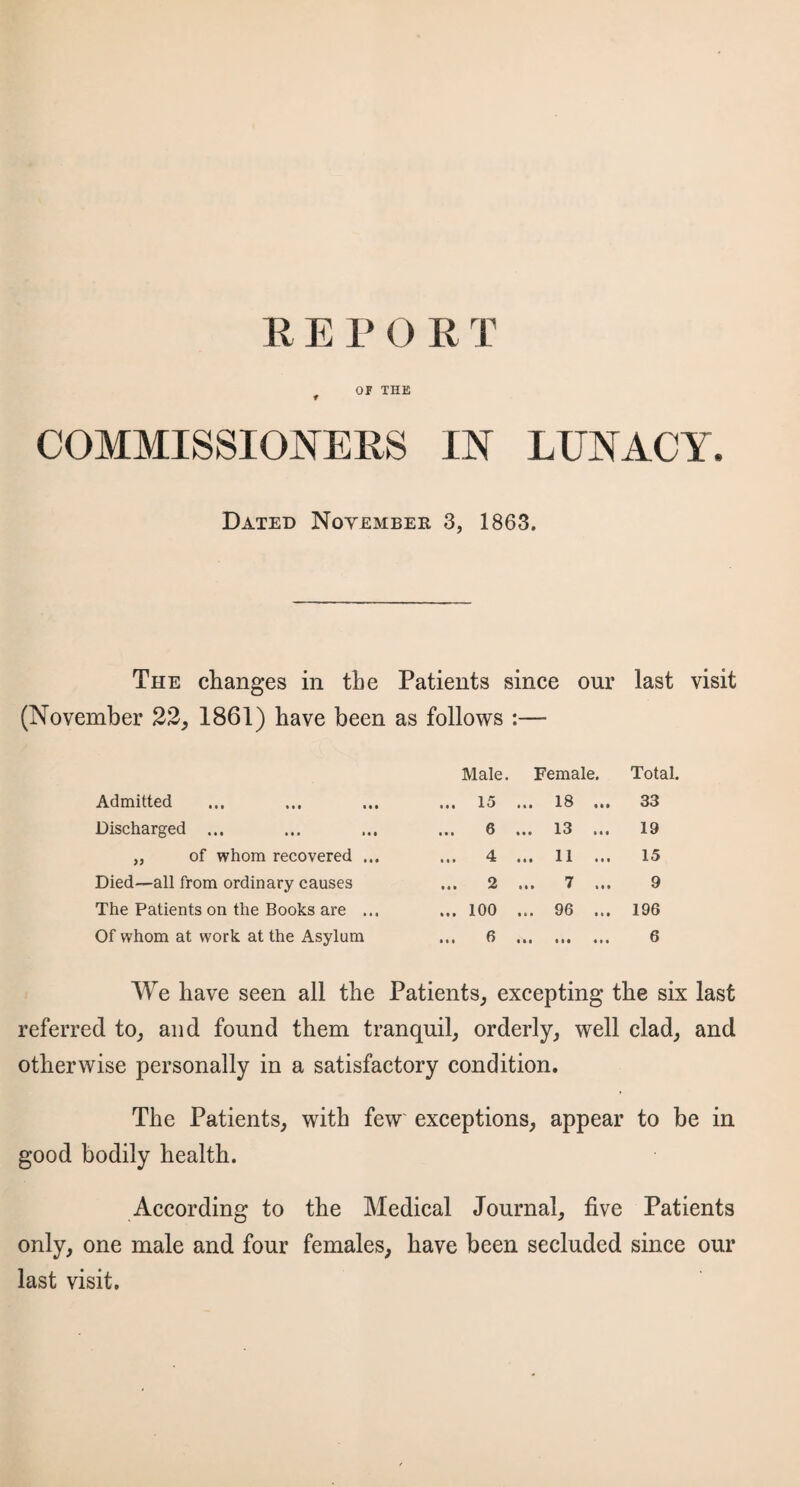 REPORT
OF THE
COMMISSIONERS IN LUNACY.
Dated November 3, 1863.
The changes in the Patients since our last visit
(November 22, 1861) have been as follows :—
Male. Female. Total.
Admitted ... ... ... ... 15 ... 18 ... 33
Discharged ... ... ... ... 6 ... 13 ... 19
„ of whom recovered ... ... 4 ... 11 ... 15
Died—all from ordinary causes ... 2 ... 7 ... 9
The Patients on the Books are ... ... 100 ... 96 ... 196
Of whom at work at the Asylum ... 6 ... ... ... 6
We have seen all the Patients, excepting the six last
referred to, and found them tranquil, orderly, well clad, and
otherwise personally in a satisfactory condition.
The Patients, with few exceptions, appear to be in
good bodily health.
According to the Medical Journal, five Patients
only, one male and four females, have been secluded since our
last visit.